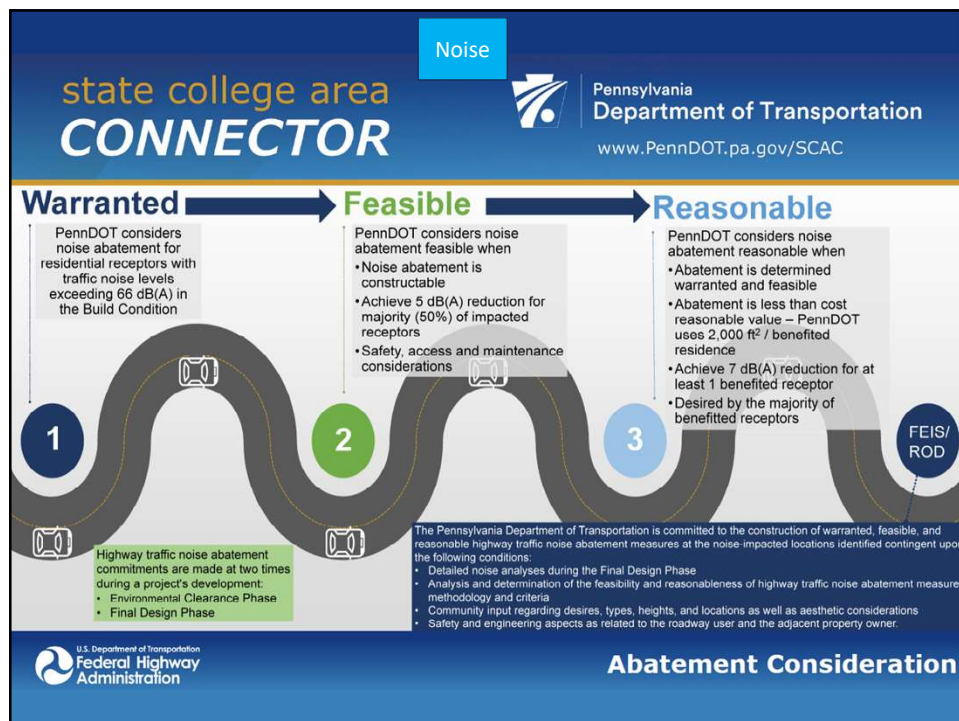 Noise
state college area
CONNECTOR
Pennsylvania
Department of Transportation
www.PennDOT.pa.gov/SCAC
Warranted
PennDOT considers
noise abatement for
residential receptors with
traffic noise levels
exceeding 66 dB(A) in
the Build Condition
Feasible
PennDOT considers noise
abatement feasible when
•Noise abatement is
constructable
•Achieve 5 dB(A) reduction for
majority (50%) of impacted
receptors
•Safety, access and maintenance
considerations
Reasonable
PennDOT considers noise
abatement reasonable when
•Abatement is determined
warranted and feasible
•Abatement is less than cost
reasonable value – PennDOT
uses 2,000 ft² / benefited
residence
•Achieve 7 dB(A) reduction for at
least 1 benefited receptor
•Desired by the majority of
benefitted receptors
1
2
3
FEIS/
ROD
Highway traffic noise abatement
commitments are made at two times
during a project's development:
• Environmental Clearance Phase
• Final Design Phase
The Pennsylvania Department of Transportation is committed to the construction of warranted, feasible, and
reasonable highway traffic noise abatement measures at the noise-impacted locations identified contingent upon
the following conditions:
• Detailed noise analyses during the Final Design Phase
• Analysis and determination of the feasibility and reasonableness of highway traffic noise abatement measure
methodology and criteria
• Community input regarding desires, types, heights, and locations as well as aesthetic considerations
• Safety and engineering aspects as related to the roadway user and the adjacent property owner.
U.S. Department of Transportation
Federal Highway
Administration
Abatement Consideration